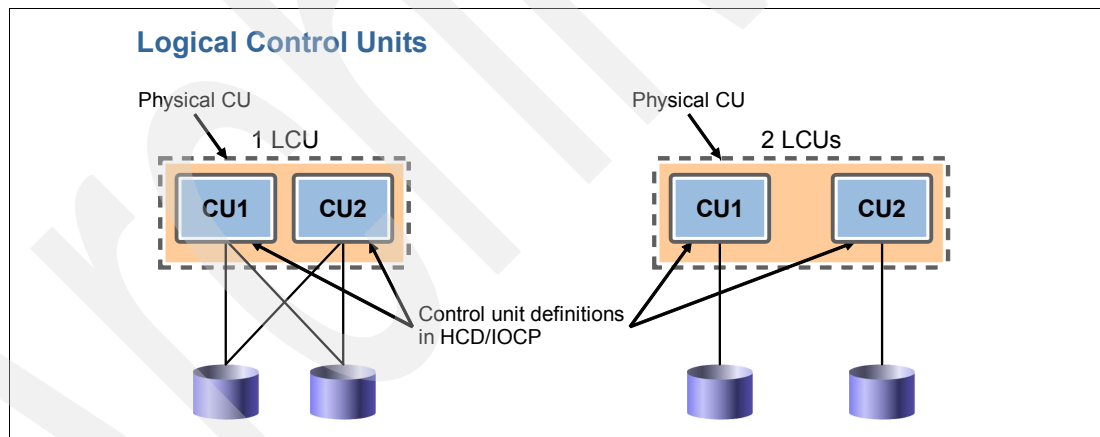 Logical Control Units
Physical CU
1 LCU
CU1
CU2
Physical CU
2 LCUs
CU1
CU2
Control unit definitions
in HCD/IOCP